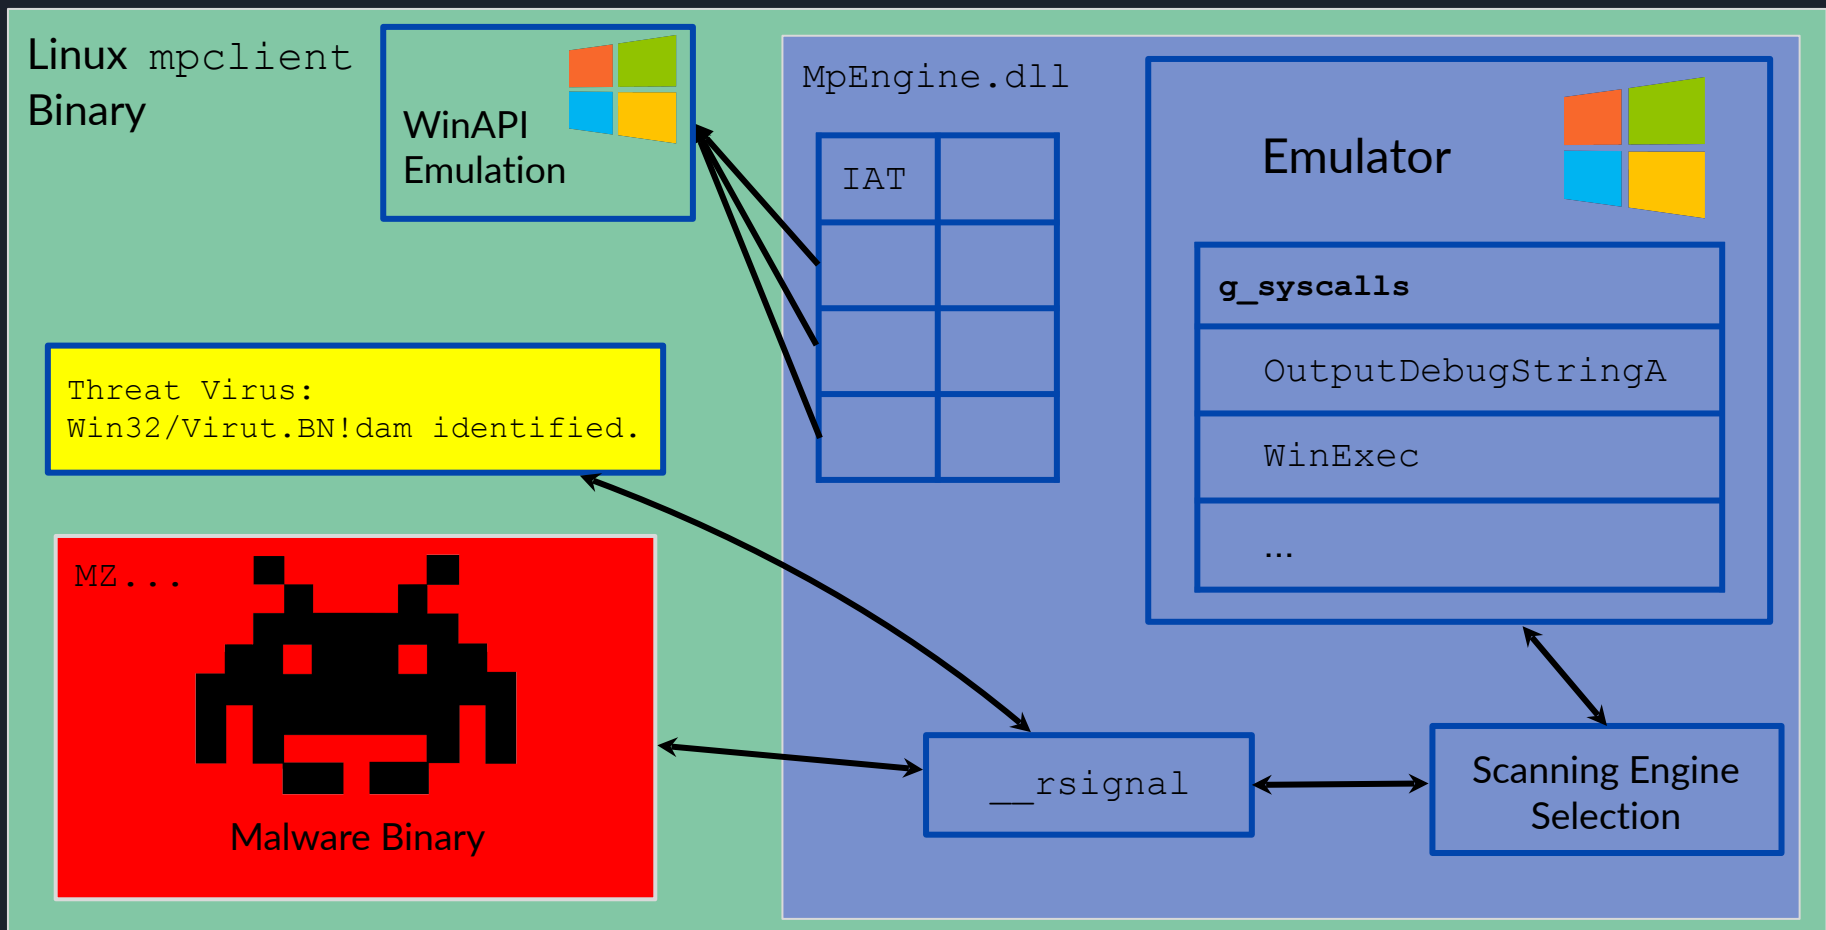 Linux mpclient
Binary
WinAPI
Emulation
MpEngine.dll
IAT
Emulator
g_syscalls
OutputDebugStringA
WinExec
...
Threat Virus:
Win32/Virut.BN!dam identified.
MZ...
Malware Binary
__rsignal
Scanning Engine
Selection